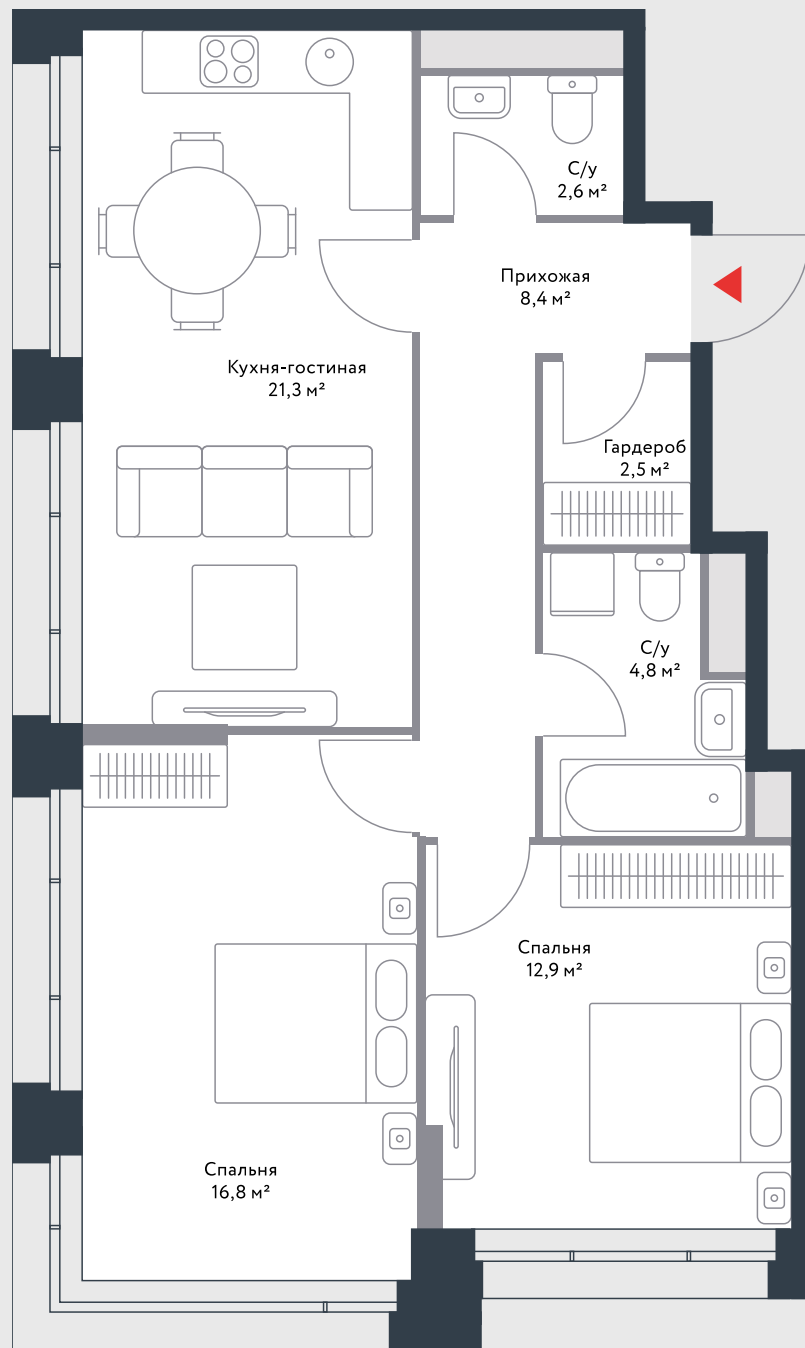 С/у
2,6 м²
Прихожая
8,4 м²
Кухня-гостиная
21,3 м²
Гардероб
2,5 м²
С/у
4,8 м²
Спальня
12,9 м²
Спальня
16,8 м²